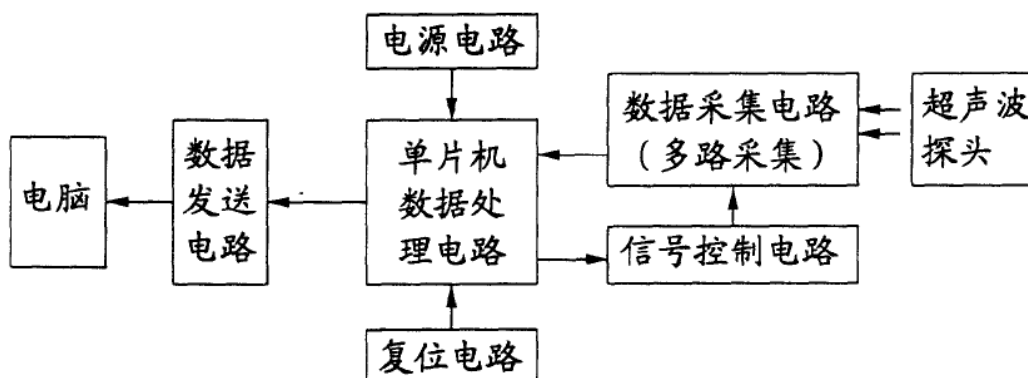 电源电路
数据采集电路
（多路采集）
超声波
探头
单片机
数据处
理电路
数据
发送
电路
电脑
信号控制电路
复位电路